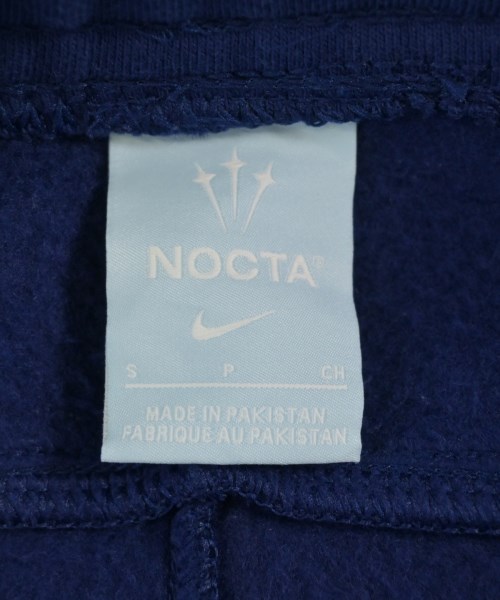 NOCTA
S P CH
MADE IN PAKISTAN
FABRIQUE AU PAKISTAN